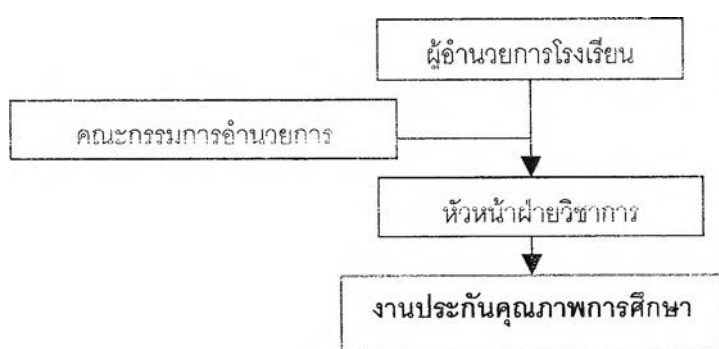 ผู้อำนวยการโรงเรียน
คณะกรรมการอำนวยการ
หัวหน้าฝ่ายวิชาการ
งานประกันคุณภาพการศึกษา